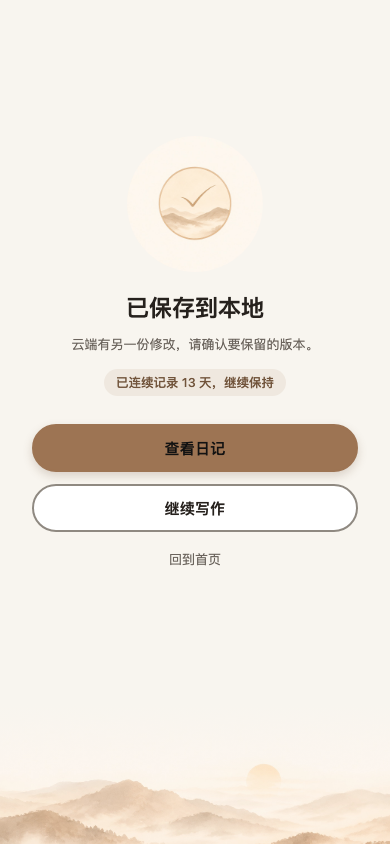 已保存到本地
云端有另一份修改，请确认要保留的版本。
已连续记录 13 天，继续保持
查看日记
继续写作
回到首页